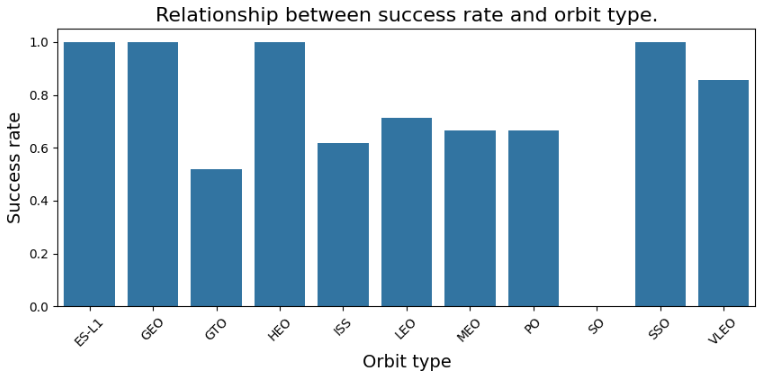 Relationship between success rate and orbit type.
Success rate
1.0
0.8
0.6
0.4
0.2
0.0
ES-L1
GEO
GTO
HEO
ISS
LEO
MEO
PO
SO
SSO
VLEO
Orbit type